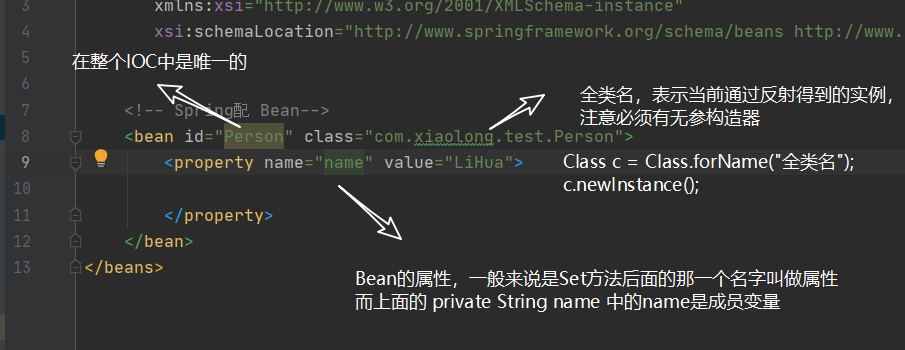 3 xmlns:xsi="http://www.w3.org/2001/XMLSchema-instance"
4 xsi:schemaLocation="http://www.springframework.org/schema/beans http://www.
5 在整个IOC中是唯一的
6
7 <!-- Spring配 Bean-->
全类名，表示当前通过反射得到的实例，
注意必须有无参构造器
8 <bean id="Person" class="com.xiaolong.test.Person">
9 <property name="name" value="LiHua">
Class c = Class.forName("全类名");
c.newInstance();
10
11 </property>
12 </bean>
13 </beans>
Bean的属性，一般来说是Set方法后面的那一个名字叫做属性
而上面的 private String name 中的name是成员变量